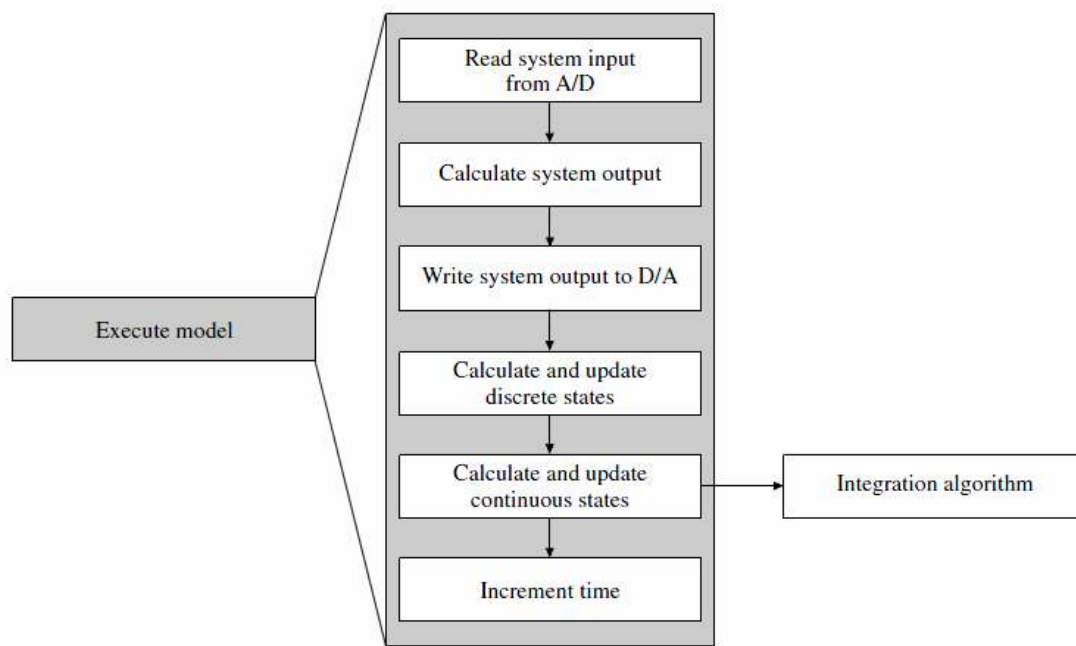 Read system input
from A/D
Calculate system output
Write system output to D/A
Execute model
Calculate and update
discrete states
Calculate and update
continuous states
Integration algorithm
Increment time